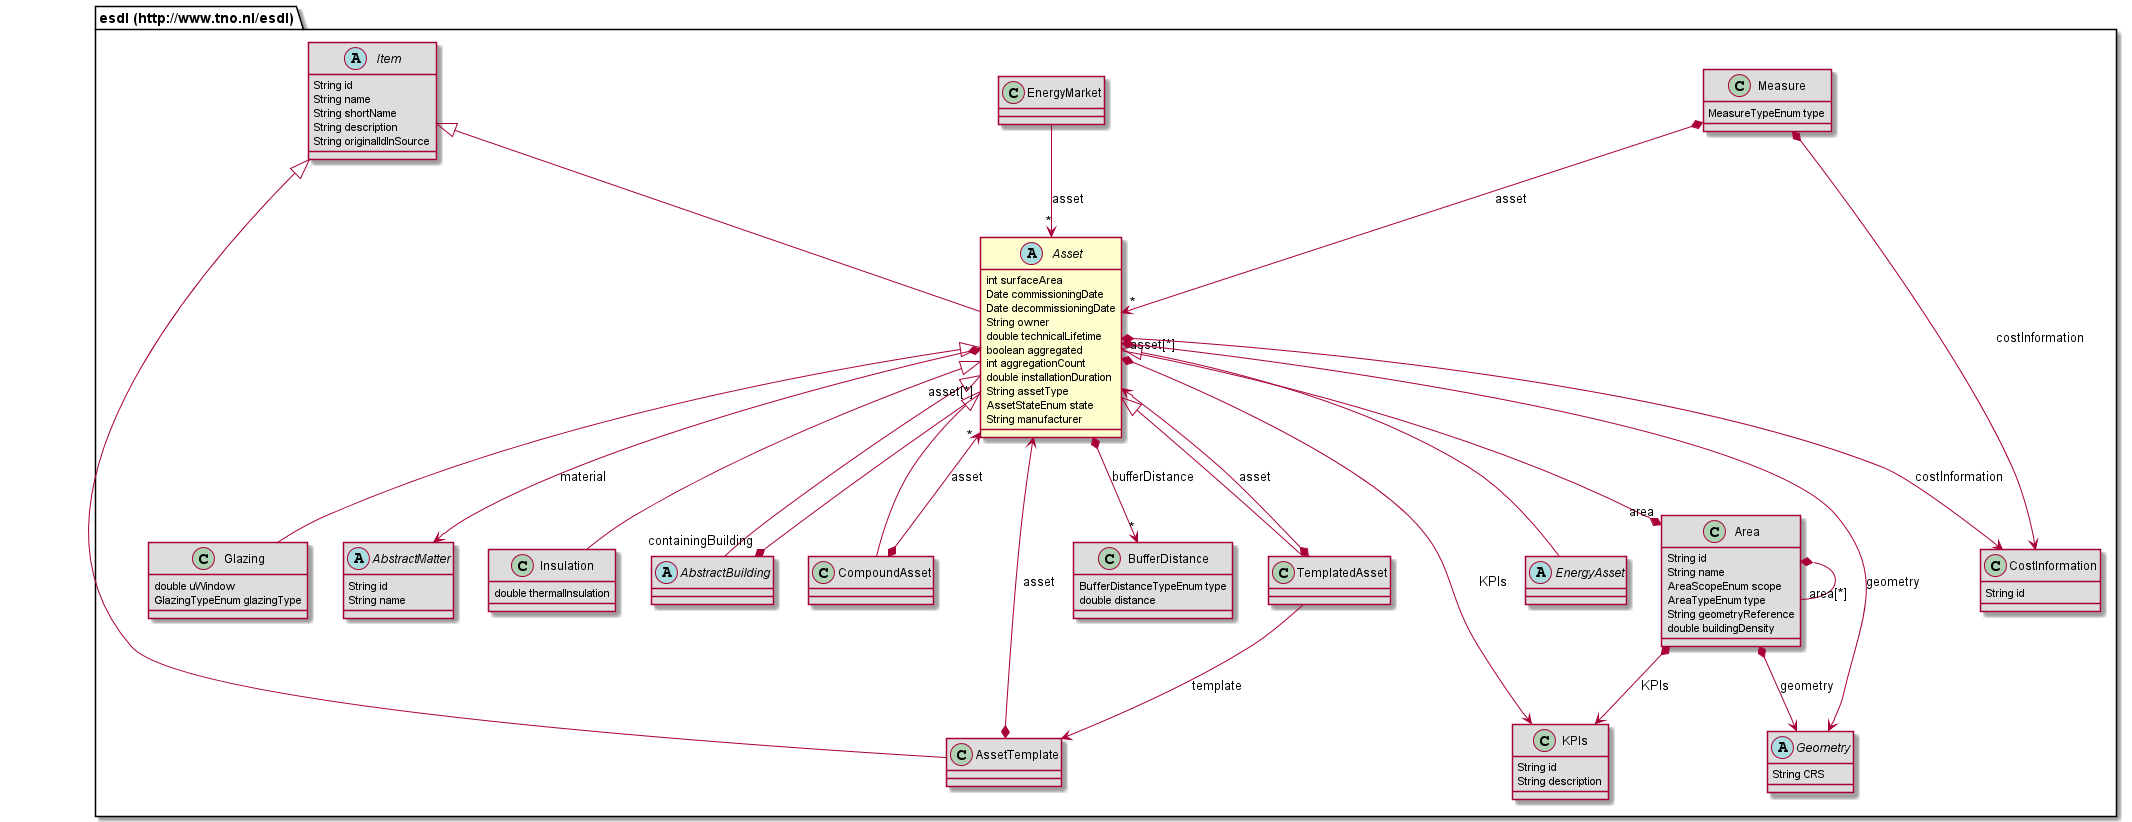 esdl (http://www.tno.nl/esdl)
A Item
String id
String name
String shortName
String description
String originalIdInSource
C EnergyMarket
C Measure
MeasureTypeEnum type
asset
*
asset
*
costInformation
A Asset
int surfaceArea
Date commissioningDate
Date decommissioningDate
String owner
double technicalLifetime
boolean aggregated
int aggregationCount
double installationDuration
String assetType
AssetStateEnum state
String manufacturer
asset[*]
asset[*]
*
material
asset
bufferDistance
*
asset
costInformation
containingBuilding
area
C Glazing
double uWindow
GlazingTypeEnum glazingType
A AbstractMatter
String id
String name
C Insulation
double thermalInsulation
A AbstractBuilding
C CompoundAsset
asset
C BufferDistance
BufferDistanceTypeEnum type
double distance
C TemplatedAsset
KPIs
A EnergyAsset
C Area
String id
String name
AreaScopeEnum scope
AreaTypeEnum type
String geometryReference
double buildingDensity
area[*]
geometry
C CostInformation
String id
template
KPIs
geometry
C AssetTemplate
C KPIs
String id
String description
A Geometry
String CRS